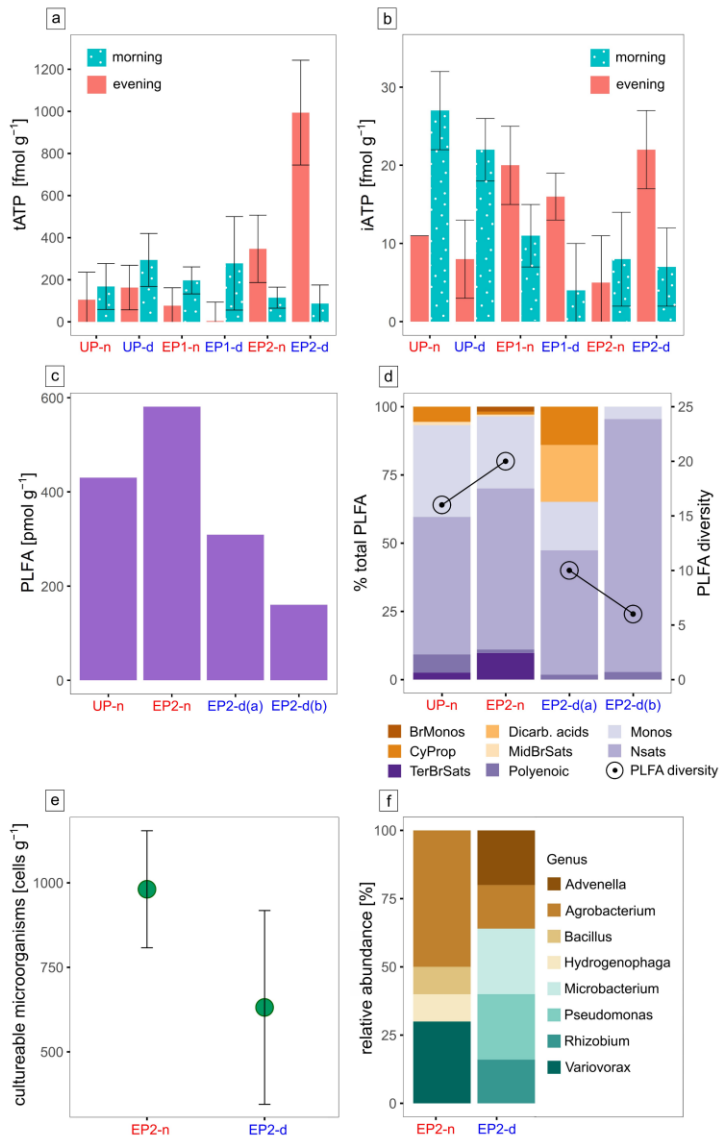 a
morning
evening
tATP [fmol g⁻¹]
1200
1000
800
600
400
200
0
UP-n UP-d EP1-n EP1-d EP2-n EP2-d
b
morning
evening
iATP [fmol g⁻¹]
30
20
10
0
UP-n UP-d EP1-n EP1-d EP2-n EP2-d
c
PLFA [pmol g⁻¹]
600
400
200
0
UP-n EP2-n EP2-d(a) EP2-d(b)
d
% total PLFA
100
75
50
25
0
PLFA diversity
25
20
15
10
5
0
UP-n EP2-n EP2-d(a) EP2-d(b)
BrMonos Dicarb. acids Monos
CyProp MidBrSats Nsats
TerBrSats Polyenoic PLFA diversity
e
cultureable microorganisms [cells g⁻¹]
1000
750
500
EP2-n EP2-d
f
relative abundance [%]
100
75
50
25
0
EP2-n EP2-d
Genus
Advenella
Agrobacterium
Bacillus
Hydrogenophaga
Microbacterium
Pseudomonas
Rhizobium
Variovorax